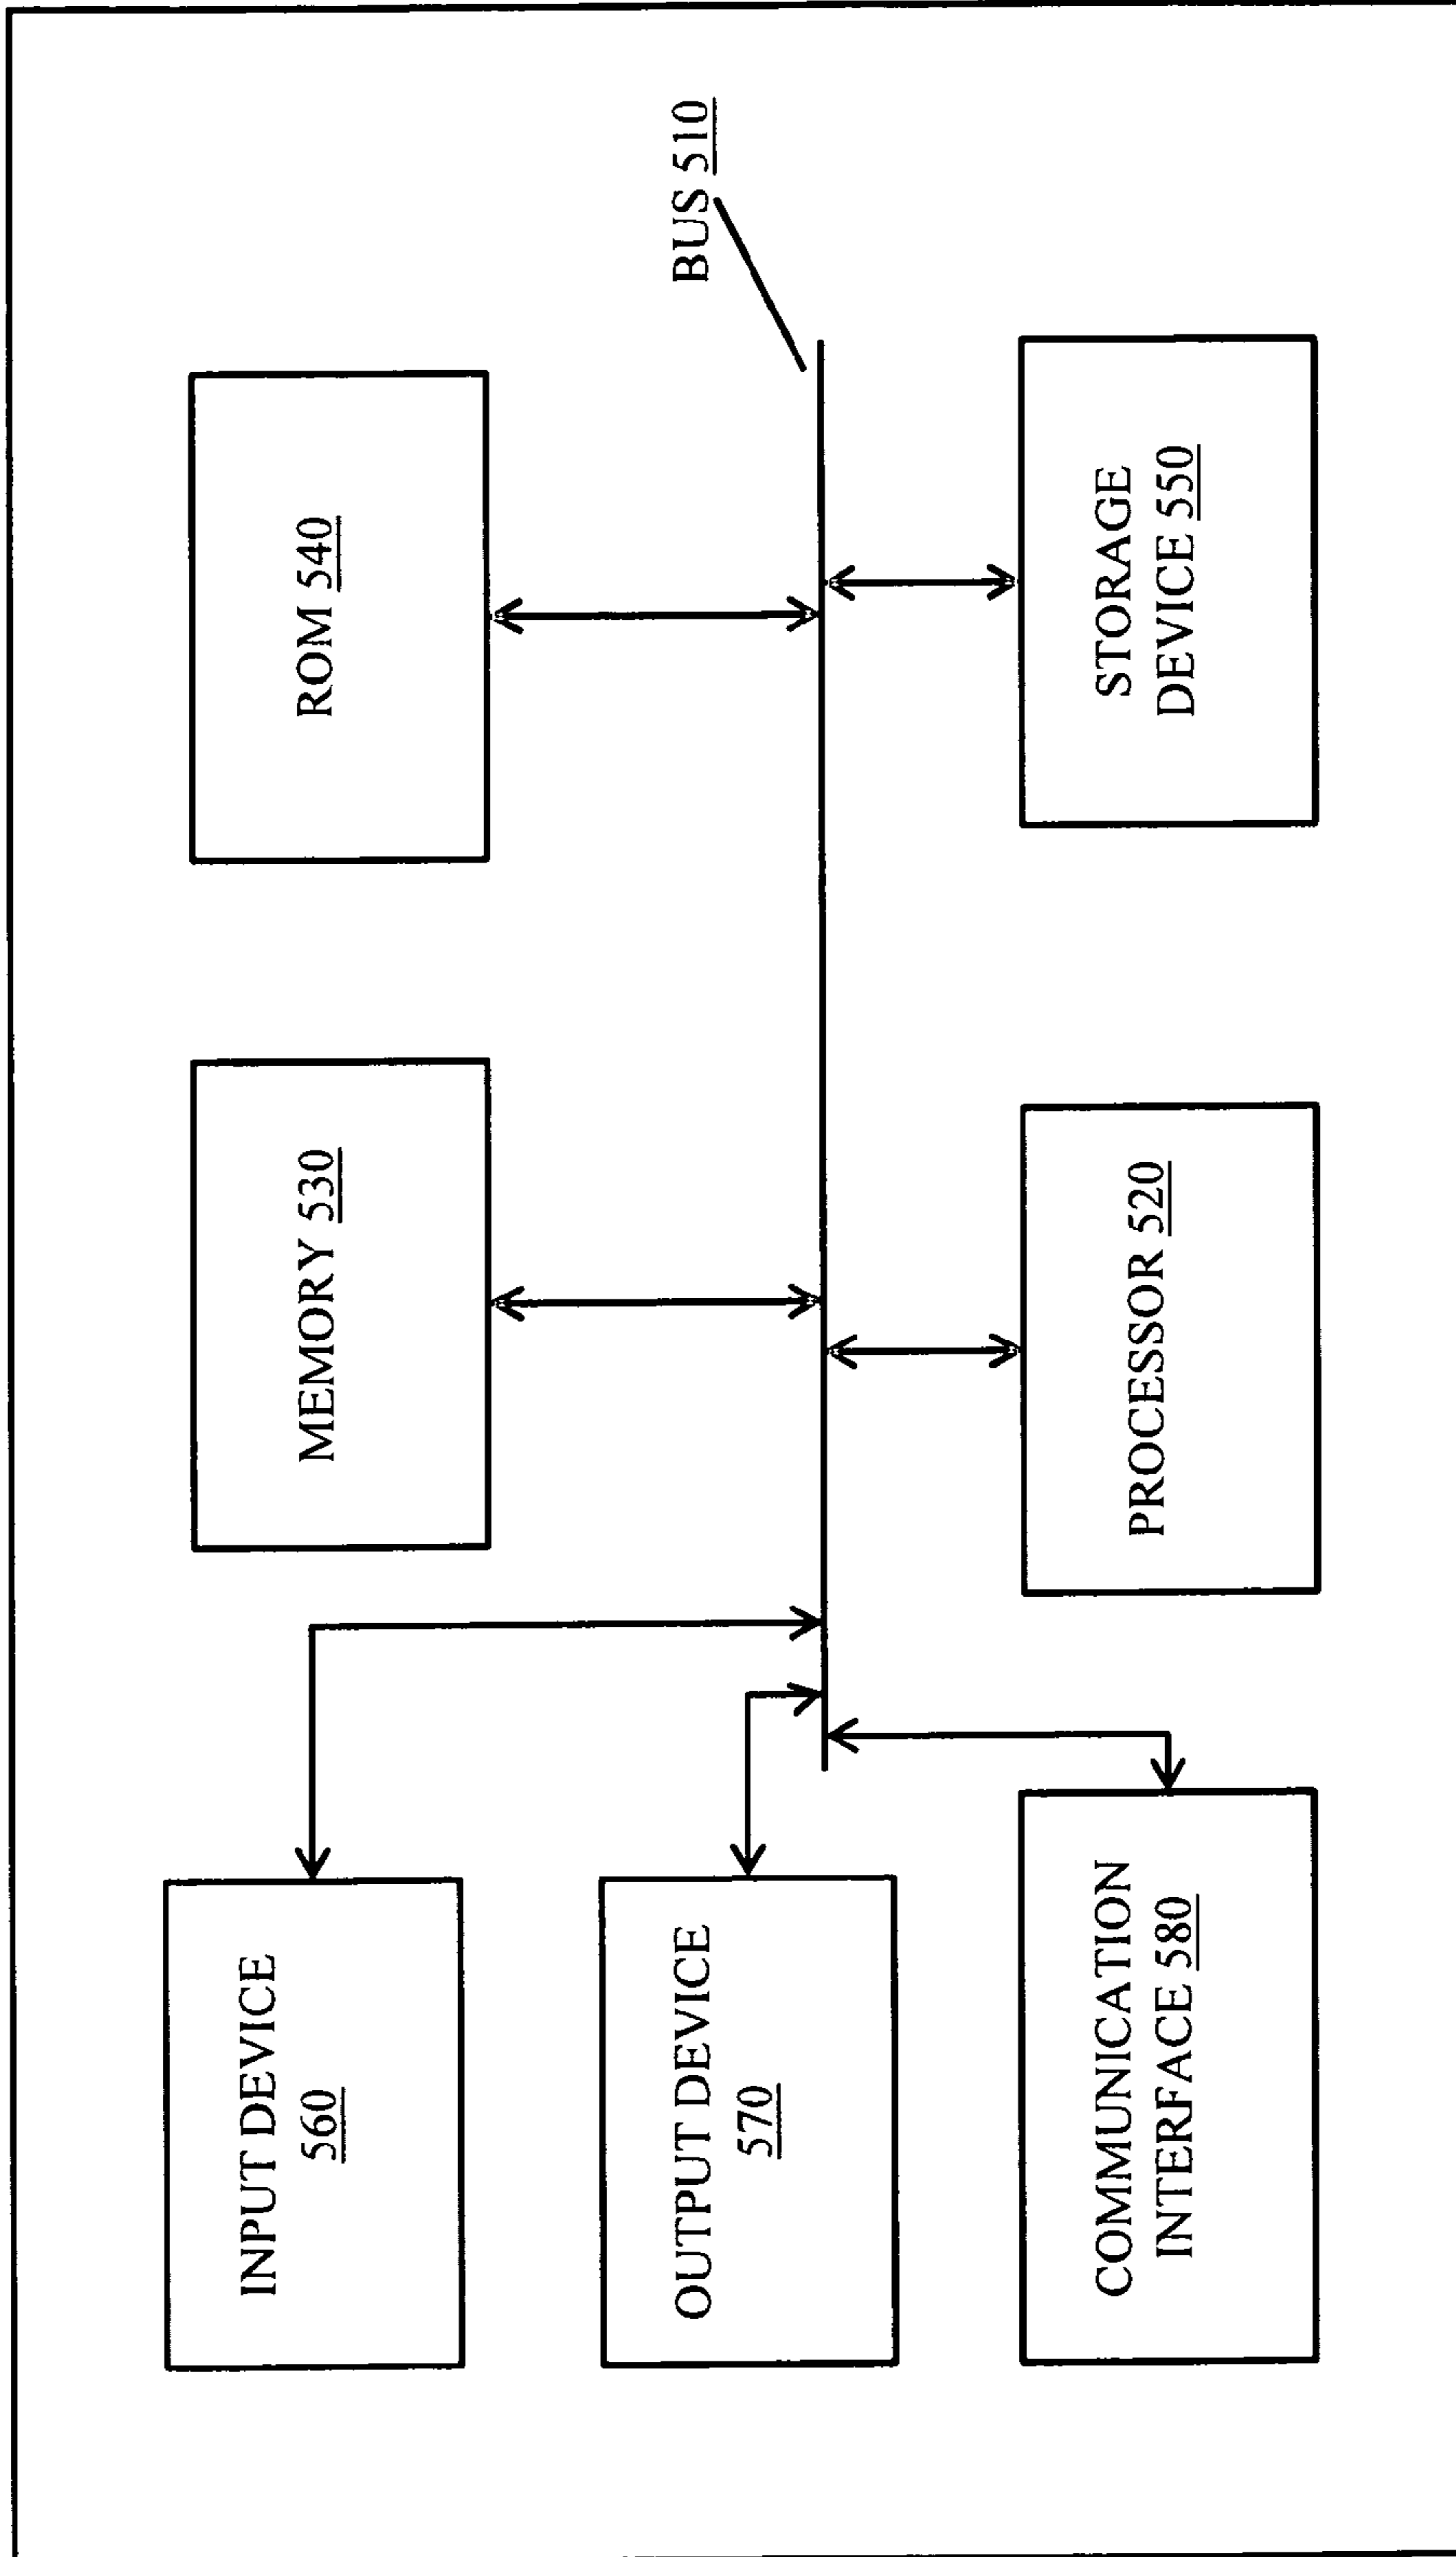 INPUT DEVICE
560
MEMORY 530
ROM 540
OUTPUT DEVICE
570
BUS 510
COMMUNICATION
INTERFACE 580
PROCESSOR 520
STORAGE
DEVICE 550